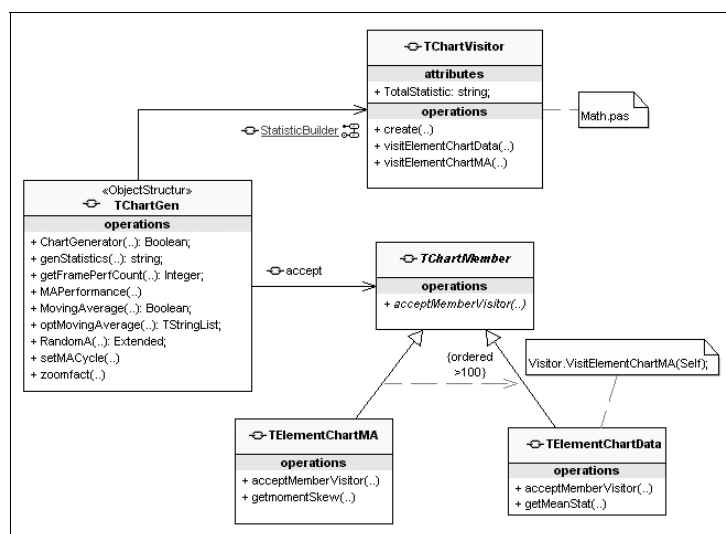 TChartVisitor
attributes
+ TotalStatistic: string;
operations
+ create(..)
+ visitElementChartData(..)
+ visitElementChartMA(..)
Math.pas
StatisticBuilder
«ObjectStructur»
TChartGen
operations
+ ChartGenerator(..): Boolean;
+ genStatistics(..): string;
+ getFramePerfCount(..): Integer;
+ MAPerformance(..)
+ MovingAverage(..): Boolean;
+ optMovingAverage(..): TStringList;
+ RandomA(..): Extended;
+ setMACycle(..)
+ zoomfact(..)
accept
TChartMember
operations
+ acceptMemberVisitor(..)
{ordered
>100}
Visitor.VisitElementChartMA(Self);
TElementChartMA
operations
+ acceptMemberVisitor(..)
+ getmomentSkew(..)
TElementChartData
operations
+ acceptMemberVisitor(..)
+ getMeanStat(..)